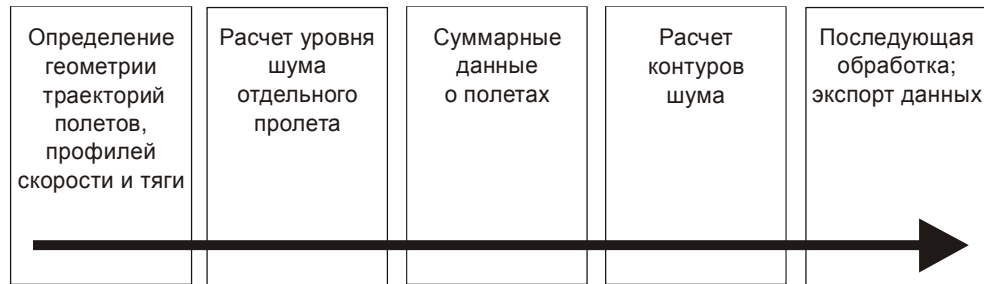 Определение
геометрии
траекторий
полетов,
профилей
скорости и тяги
Расчет уровня
шума
отдельного
пролета
Суммарные
данные
о полетах
Расчет
контуров
шума
Последующая
обработка;
экспорт данных